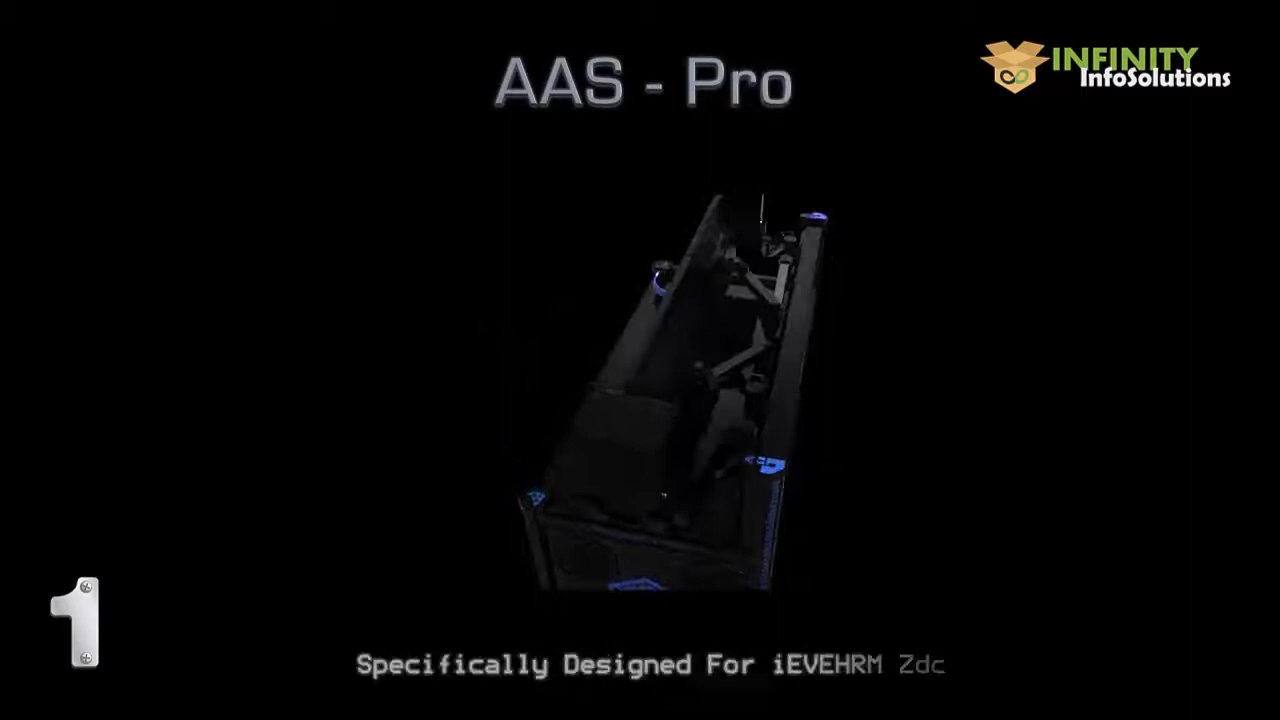 AAS - Pro
INFINITY
InfoSolutions
1
Specifically Designed For iEVEHRM Zdc